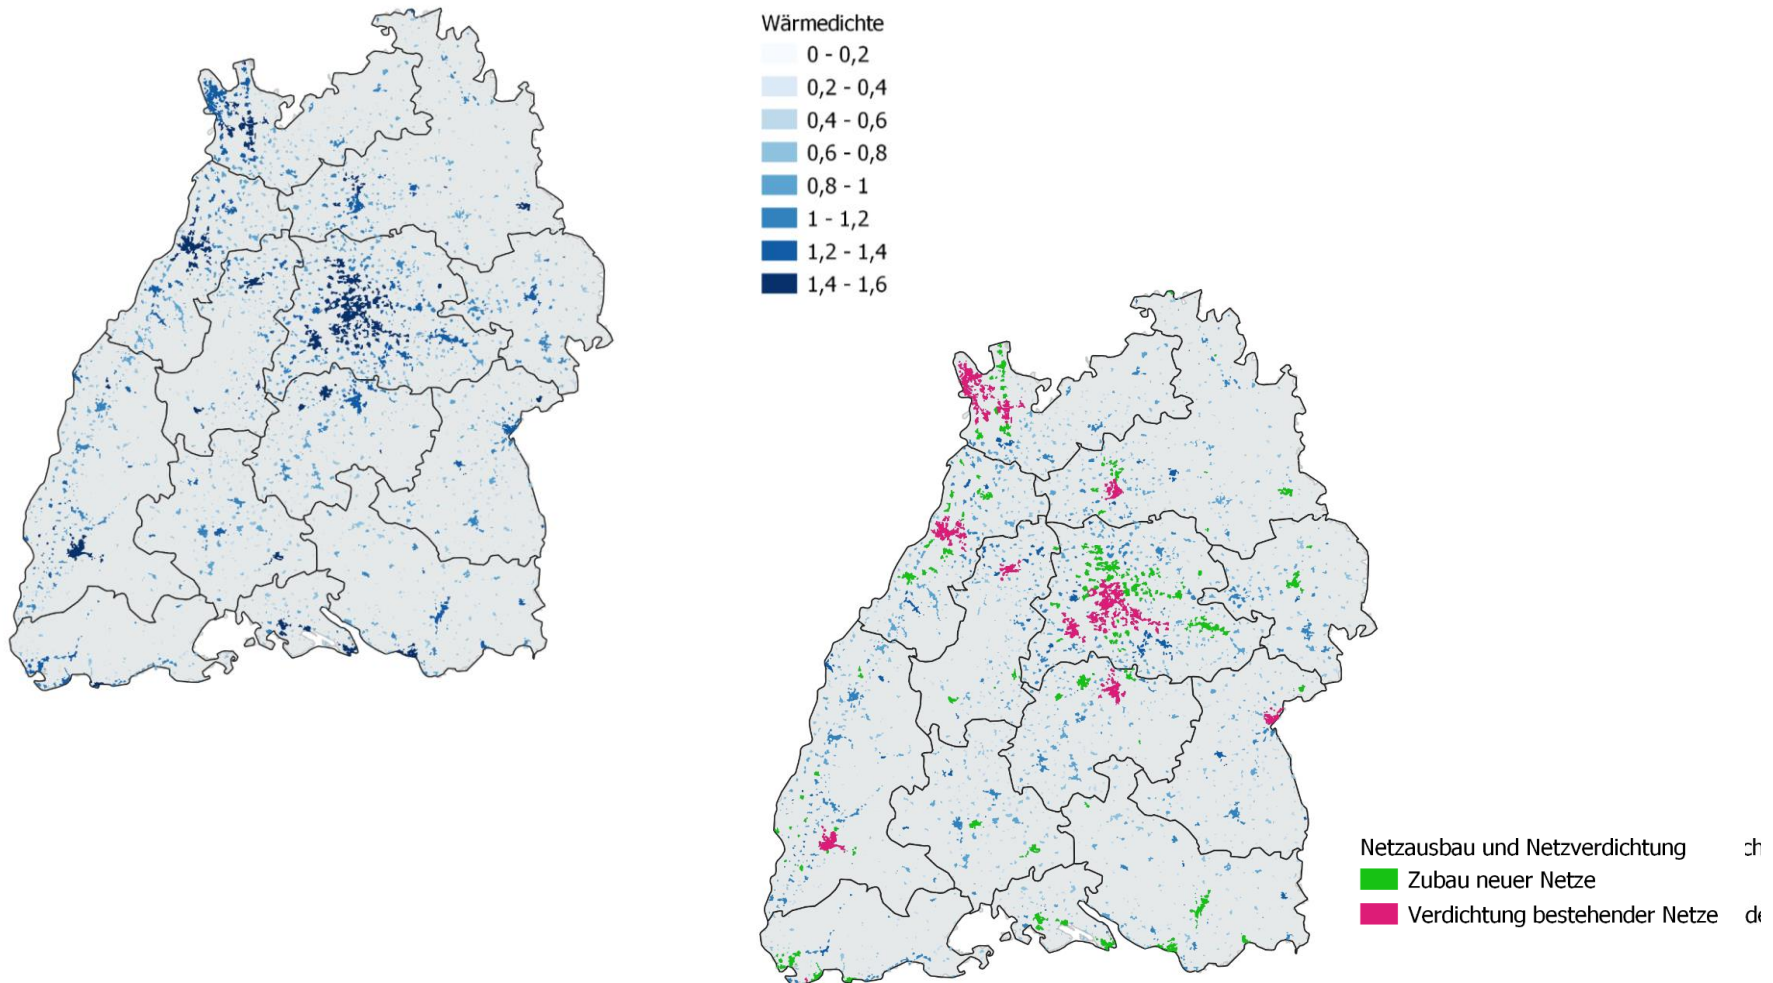 Wärmedichte
0 - 0,2
0,2 - 0,4
0,4 - 0,6
0,6 - 0,8
0,8 - 1
1 - 1,2
1,2 - 1,4
1,4 - 1,6
Netzausbau und Netzverdichtung
Zubau neuer Netze
Verdichtung bestehender Netze